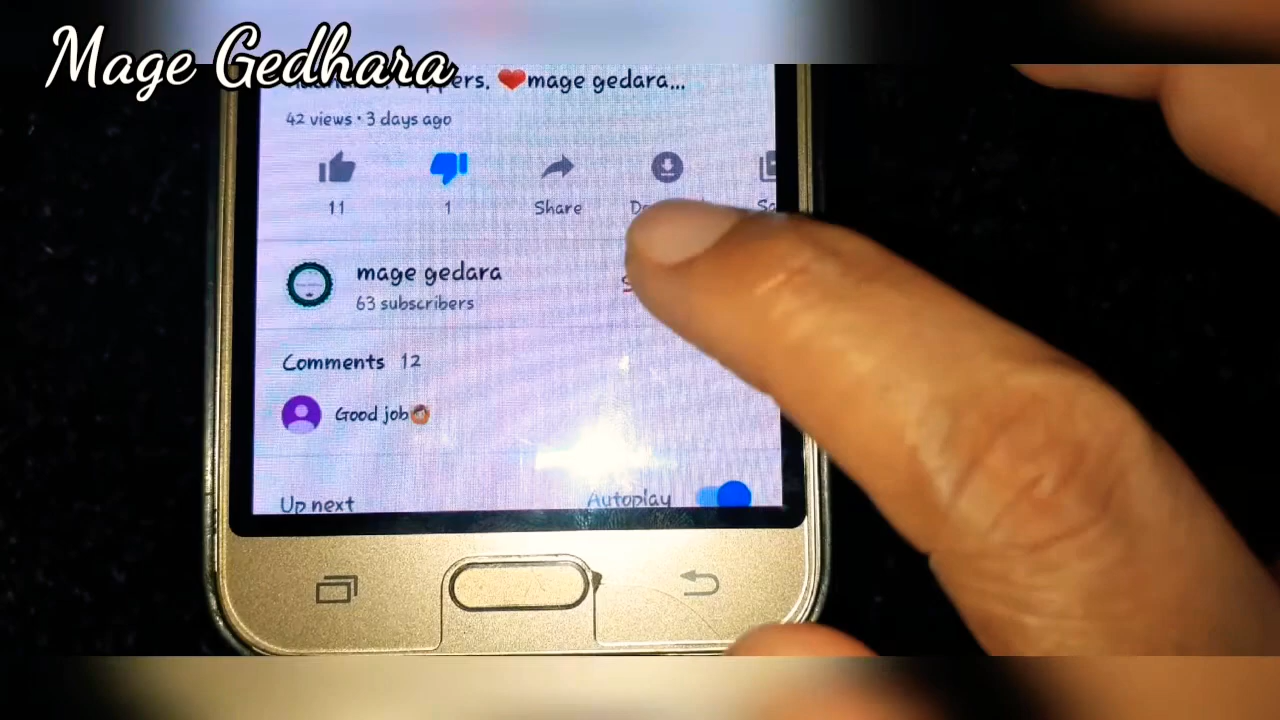 Mage Gedhara
mage gedara...
42 views • 3 days ago
11
1
Share
mage gedara
63 subscribers
Comments 12
Good job
Up next
Autoplay